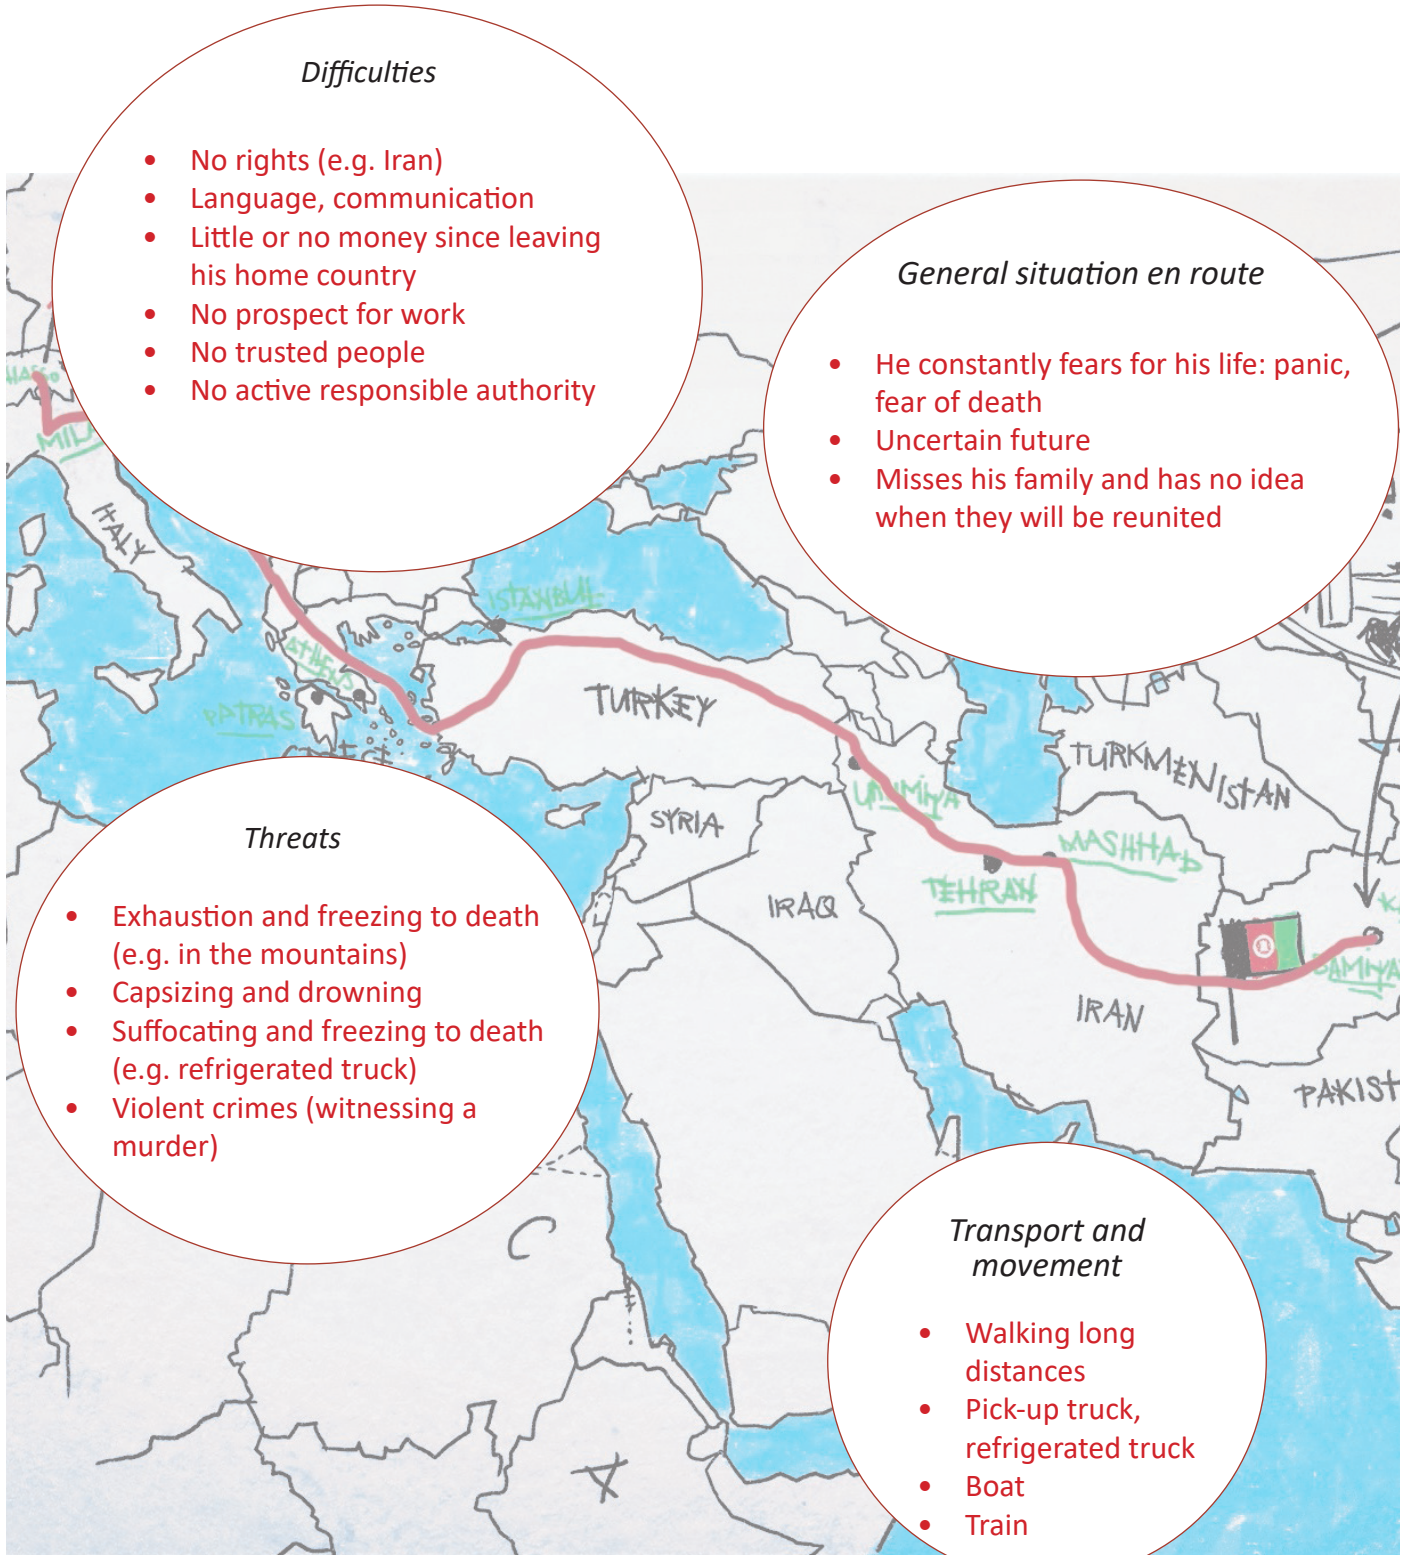 Difficulties
• No rights (e.g. Iran)
• Language, communication
• Little or no money since leaving
his home country
• No prospect for work
• No trusted people
• No active responsible authority
General situation en route
• He constantly fears for his life: panic,
fear of death
• Uncertain future
• Misses his family and has no idea
when they will be reunited
MIL
ITALY
ISTANBUL
ATHENS
PATRAS
TURKEY
TURKMENISTAN
URUMIYA
SYRIA
MASHHAD
TEHRAN
IRAQ
BAMIYA
IRAN
PAKIST
Threats
• Exhaustion and freezing to death
(e.g. in the mountains)
• Capsizing and drowning
• Suffocating and freezing to death
(e.g. refrigerated truck)
• Violent crimes (witnessing a
murder)
Transport and
movement
• Walking long
distances
• Pick-up truck,
refrigerated truck
• Boat
• Train